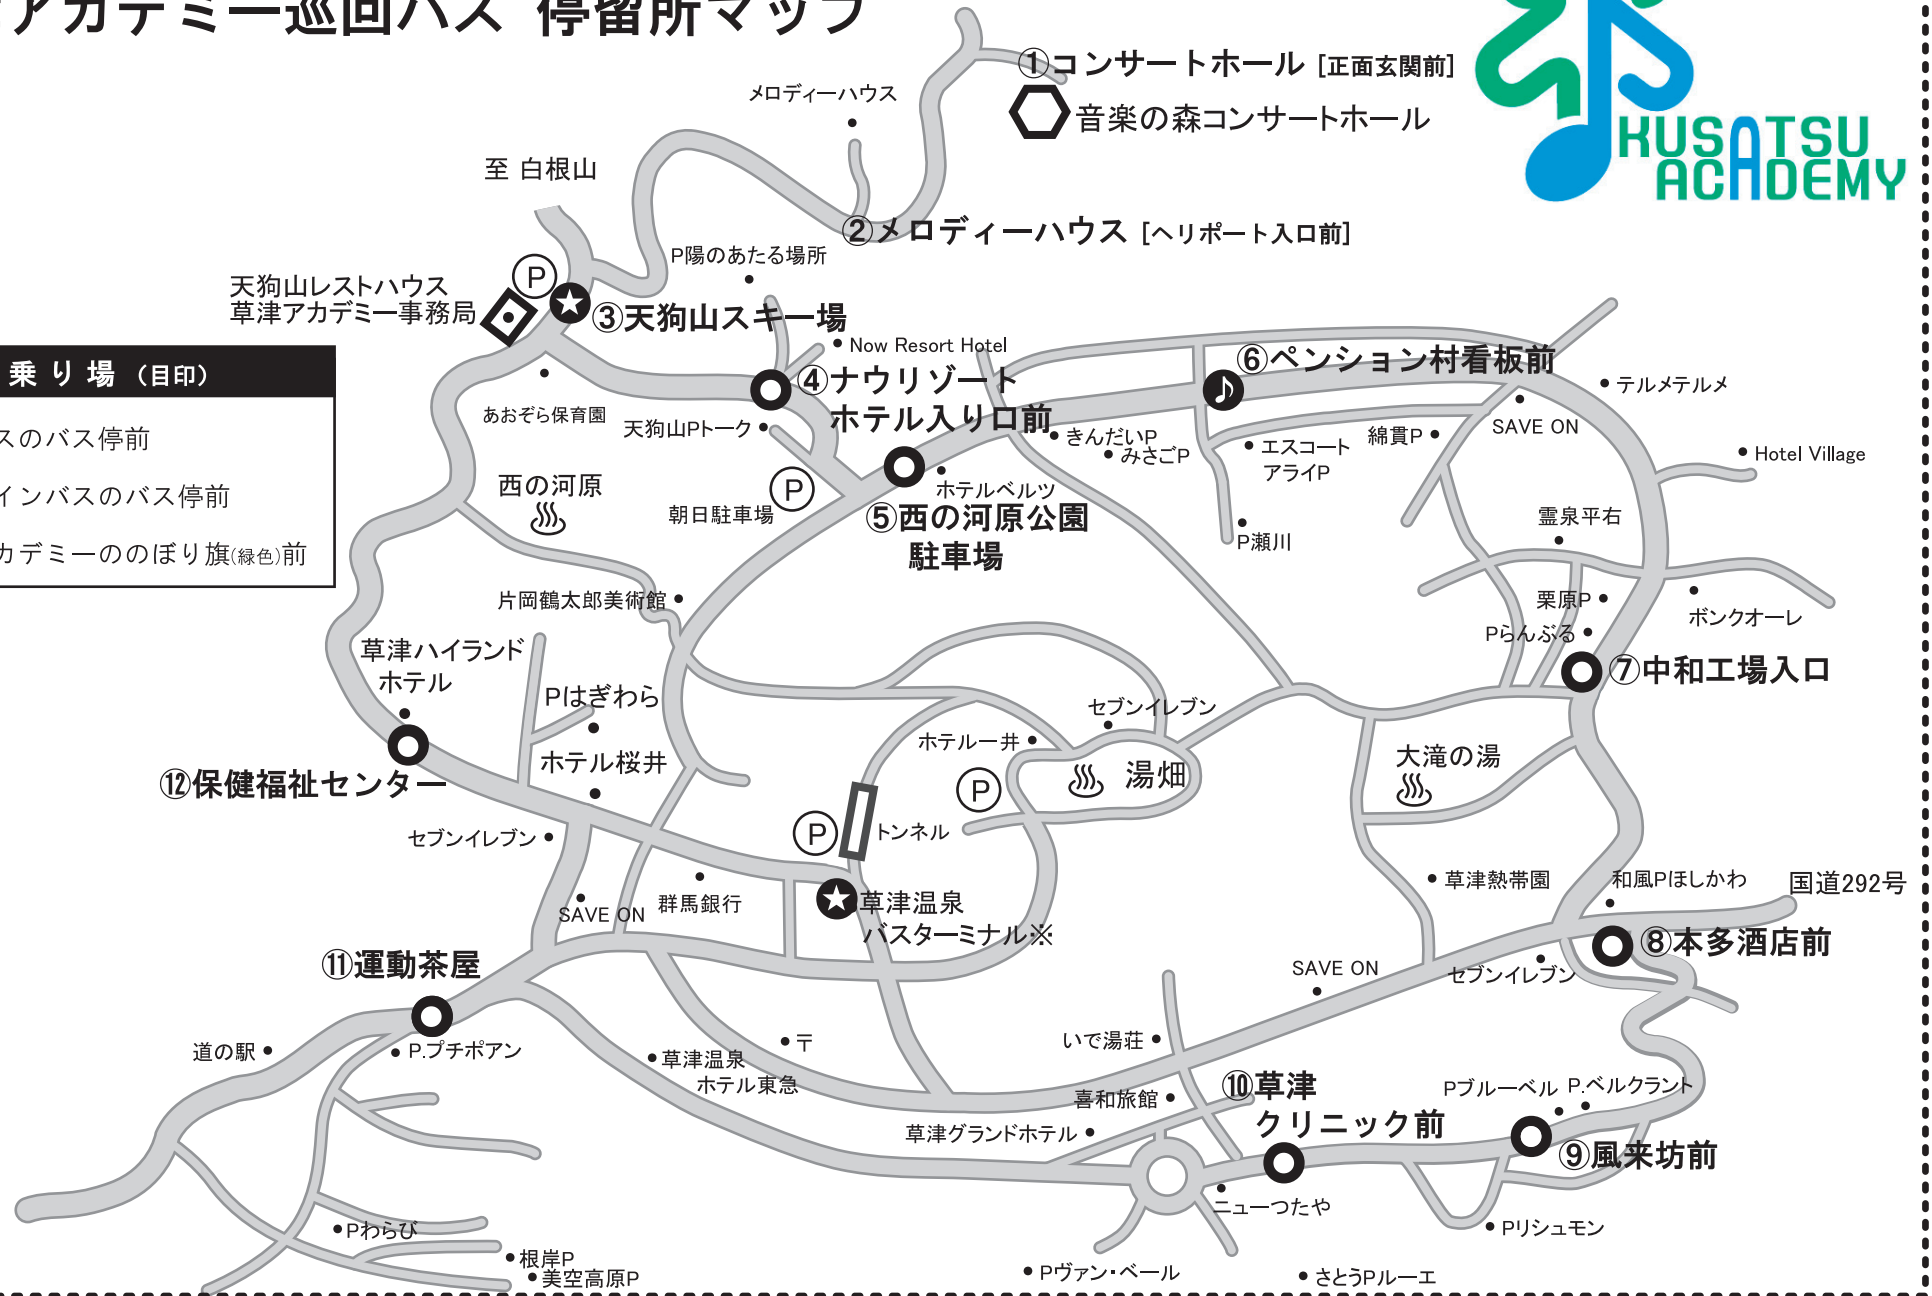 アカデミー巡回バス 停留所マップ
KUSATSU
ACADEMY
①コンサートホール [正面玄関前]
音楽の森コンサートホール
メロディーハウス
至 白根山
②メロディーハウス [ヘリポート入口前]
P陽のあたる場所
P
天狗山レストハウス
草津アカデミー事務局
③天狗山スキー場
Now Resort Hotel
④ナウリゾート
ホテル入り口前
⑥ペンション村看板前
テルメテルメ
乗り場（目印）
スのバス停前
インバスのバス停前
カデミーののぼり旗(緑色)前
あおぞら保育園
天狗山Pトーク
きんだいP
みさごP
エスコート
アライP
綿貫P
SAVE ON
Hotel Village
西の河原
P
朝日駐車場
ホテルベルツ
⑤西の河原公園
駐車場
P瀬川
霊泉平右
片岡鶴太郎美術館
栗原P
Pらんぶる
ボンクオーレ
草津ハイランド
ホテル
Pはぎわら
⑦中和工場入口
セブンイレブン
ホテル一井
⑫保健福祉センター
ホテル桜井
P
湯畑
大滝の湯
セブンイレブン
P
トンネル
SAVE ON
群馬銀行
草津温泉
バスターミナル※
草津熱帯園
和風Pほしかわ
国道292号
⑧本多酒店前
⑪運動茶屋
SAVE ON
セブンイレブン
道の駅
P.プチポアン
草津温泉
ホテル東急
〒
いで湯荘
喜和旅館
草津グランドホテル
⑩草津
クリニック前
Pブルーベル
P.ベルクラント
⑨風来坊前
ニューつたや
Pリシュモン
Pわらび
根岸P
美空高原P
Pヴァン・ベール
さとうPルーエ